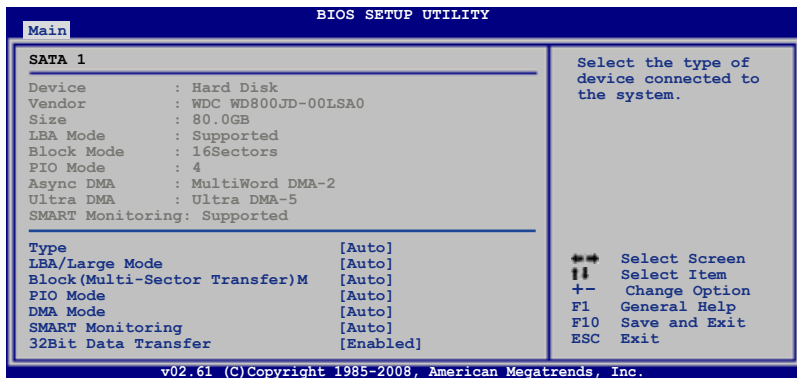 BIOS SETUP UTILITY
Main
SATA 1
Device : Hard Disk
Vendor : WDC WD800JD-00LSA0
Size : 80.0GB
LBA Mode : Supported
Block Mode : 16Sectors
PIO Mode : 4
Async DMA : MultiWord DMA-2
Ultra DMA : Ultra DMA-5
SMART Monitoring: Supported
Type [Auto]
LBA/Large Mode [Auto]
Block(Multi-Sector Transfer)M [Auto]
PIO Mode [Auto]
DMA Mode [Auto]
SMART Monitoring [Auto]
32Bit Data Transfer [Enabled]
Select the type of
device connected to
the system.
←→ Select Screen
↑↓ Select Item
+- Change Option
F1 General Help
F10 Save and Exit
ESC Exit
v02.61 (C)Copyright 1985-2008, American Megatrends, Inc.